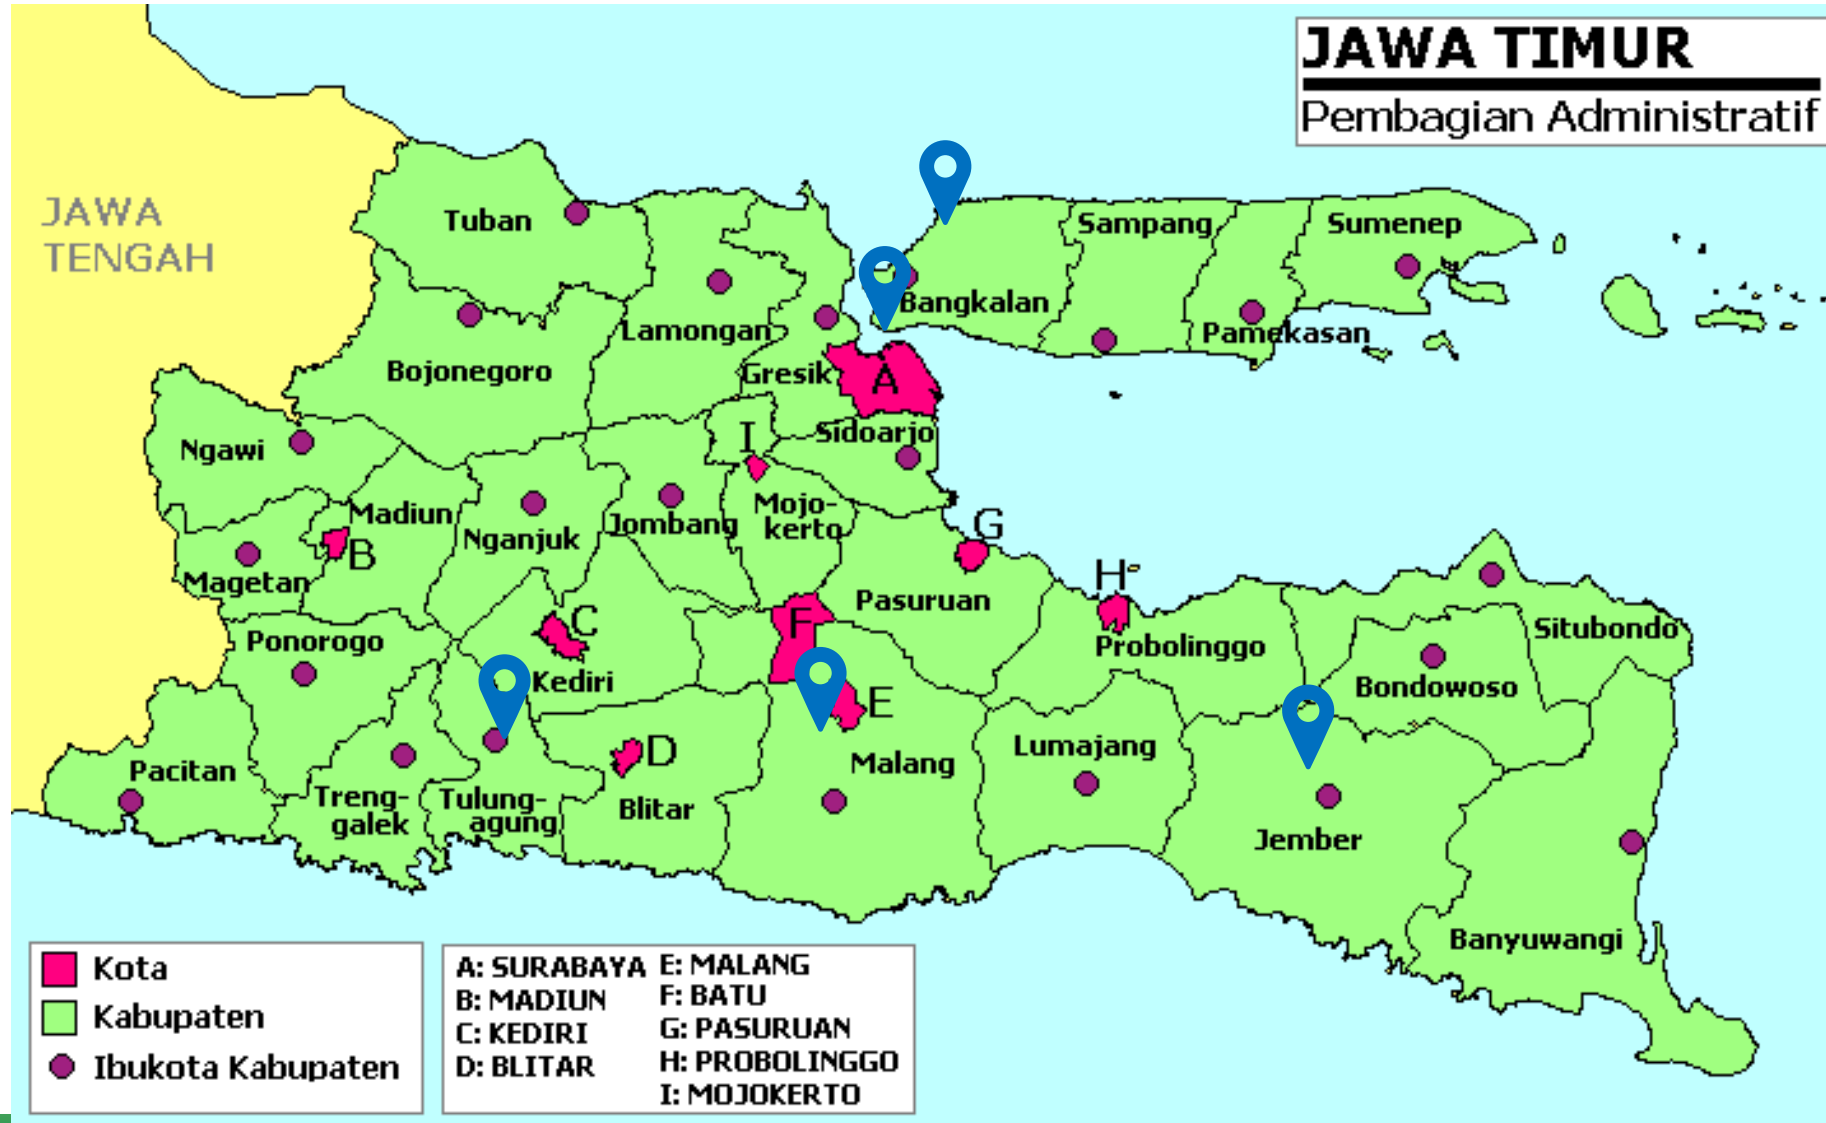 JAWA TIMUR
Pembagian Administratif
JAWA
TENGAH
Tuban
Sampang
Sumenep
Bangkalan
Lamongan
Pamekasan
Bojonegoro
Gresik
A
Ngawi
I
Sidoarjo
Madiun
Mojo-
kerto
Nganjuk
Jombang
G
B
Magetan
H
Pasuruan
C
F
Ponorogo
Probolinggo
Situbondo
Kediri
Bondowoso
E
D
Lumajang
Malang
Pacitan
Treng-
galek
Tulung-
agung
Blitar
Jember
Banyuwangi
Kota
Kabupaten
Ibukota Kabupaten
A: SURABAYA
B: MADIUN
C: KEDIRI
D: BLITAR
E: MALANG
F: BATU
G: PASURUAN
H: PROBOLINGGO
I: MOJOKERTO